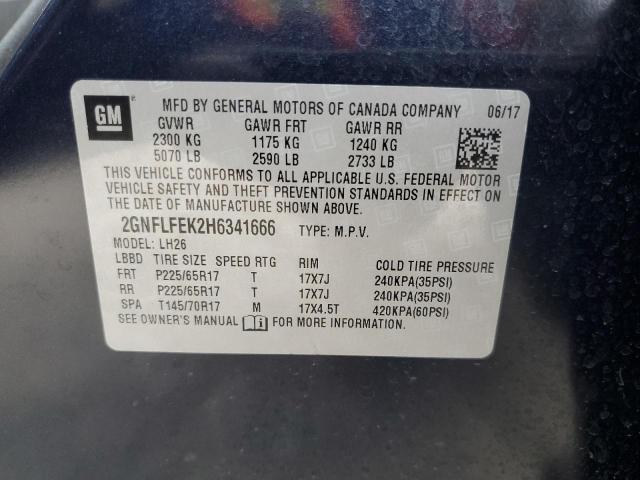 GM
MFD BY GENERAL MOTORS OF CANADA COMPANY 06/17
GVWR GAWR FRT GAWR RR
2300 KG 1175 KG 1240 KG
5070 LB 2590 LB 2733 LB
THIS VEHICLE CONFORMS TO ALL APPLICABLE U.S. FEDERAL MOTOR
VEHICLE SAFETY AND THEFT PREVENTION STANDARDS IN EFFECT ON
THE DATE OF MANUFACTURE SHOWN ABOVE.
2GNFLFEK2H6341666 TYPE: M.P.V.
MODEL: LH26
LBBD TIRE SIZE SPEED RTG RIM COLD TIRE PRESSURE
FRT P225/65R17 T 17X7J 240KPA(35PSI)
RR P225/65R17 T 17X7J 240KPA(35PSI)
SPA T145/70R17 M 17X4.5T 420KPA(60PSI)
SEE OWNER'S MANUAL FOR MORE INFORMATION.